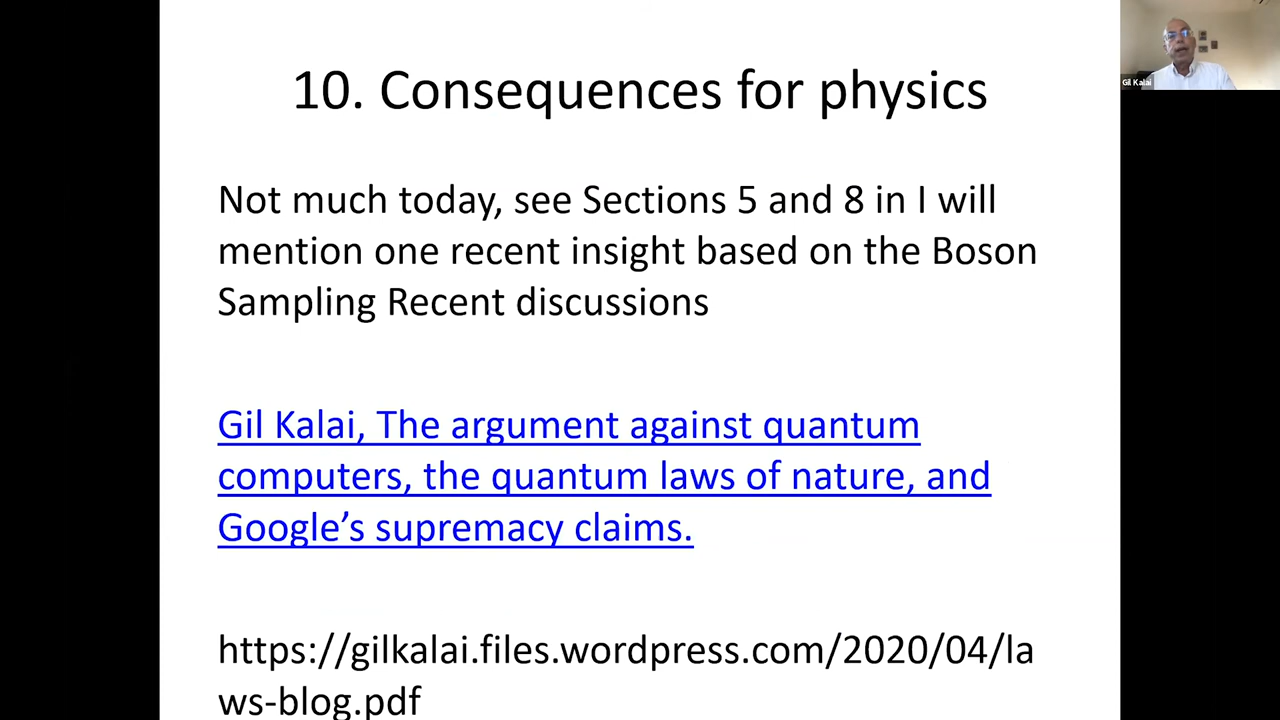 10. Consequences for physics
Gil Kalai
Not much today, see Sections 5 and 8 in I will
mention one recent insight based on the Boson
Sampling Recent discussions
Gil Kalai, The argument against quantum
computers, the quantum laws of nature, and
Google’s supremacy claims.
https://gilkalai.files.wordpress.com/2020/04/la
ws-blog.pdf